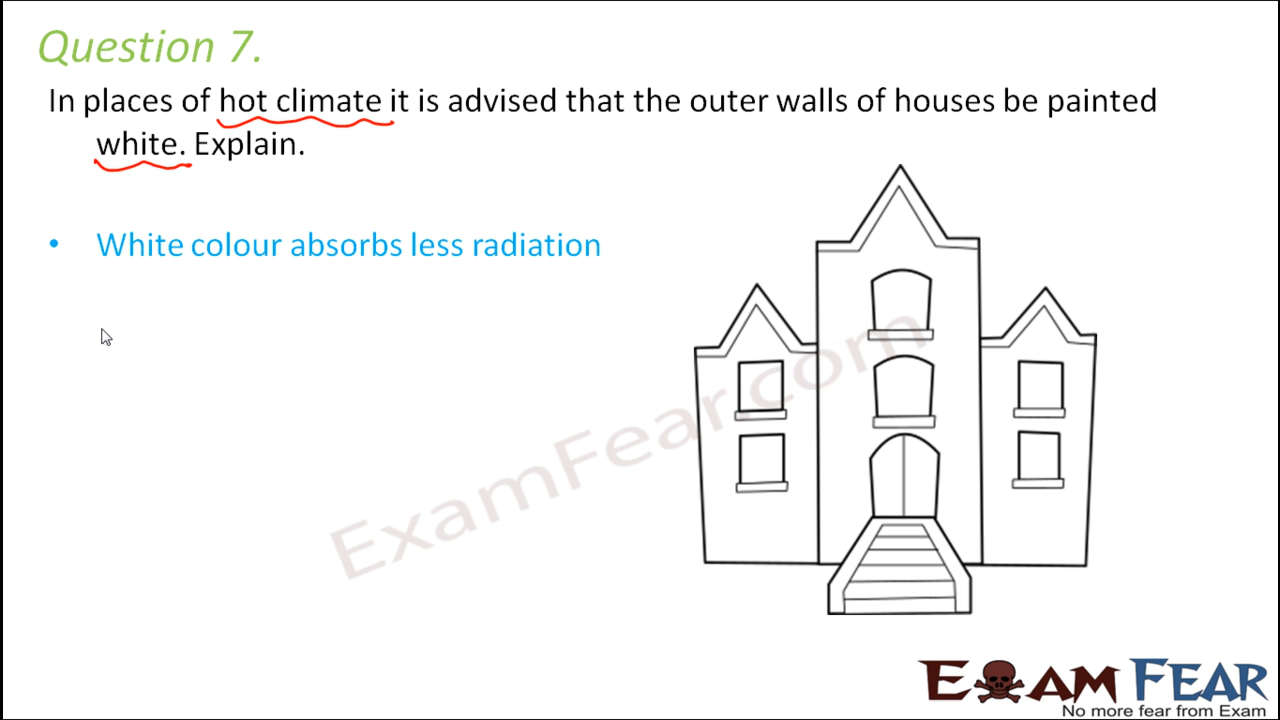 Question 7.
In places of hot climate it is advised that the outer walls of houses be painted
white. Explain.
• White colour absorbs less radiation
ExamFear.com
EXAM FEAR
No more fear from Exam